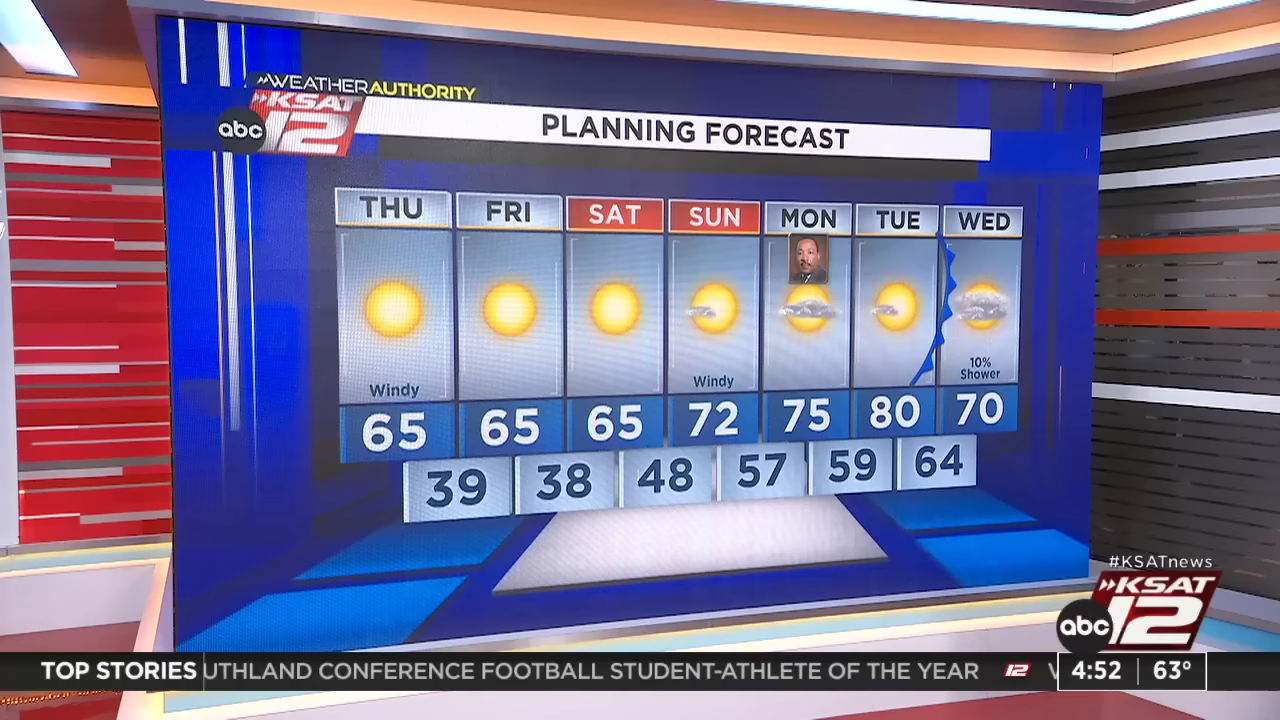 WEATHERAUTHORITY
KSAT
abc 12
PLANNING FORECAST
THU FRI SAT SUN MON TUE WED
Windy Windy 10% Shower
65 65 65 72 75 80 70
39 38 48 57 59 64
#KSATnews
KSAT
abc 12
TOP STORIES UTHLAND CONFERENCE FOOTBALL STUDENT-ATHLETE OF THE YEAR 12 4:52 63°